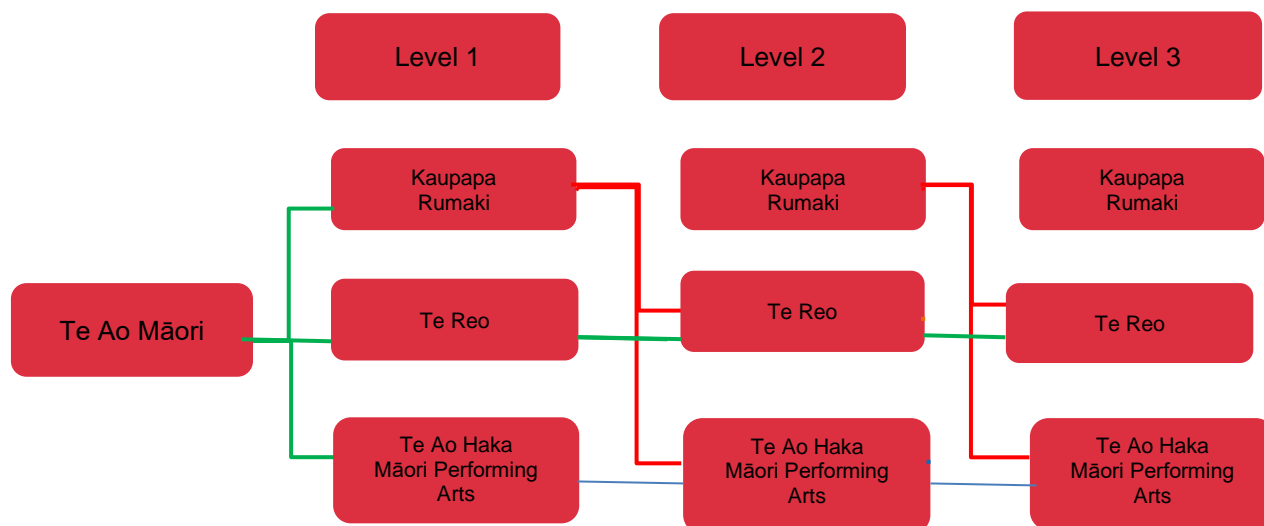 Level 1
Level 2
Level 3
Kaupapa
Rumaki
Kaupapa
Rumaki
Kaupapa
Rumaki
Te Ao Māori
Te Reo
Te Reo
Te Reo
Te Ao Haka
Māori Performing
Arts
Te Ao Haka
Māori Performing
Arts
Te Ao Haka
Māori Performing
Arts